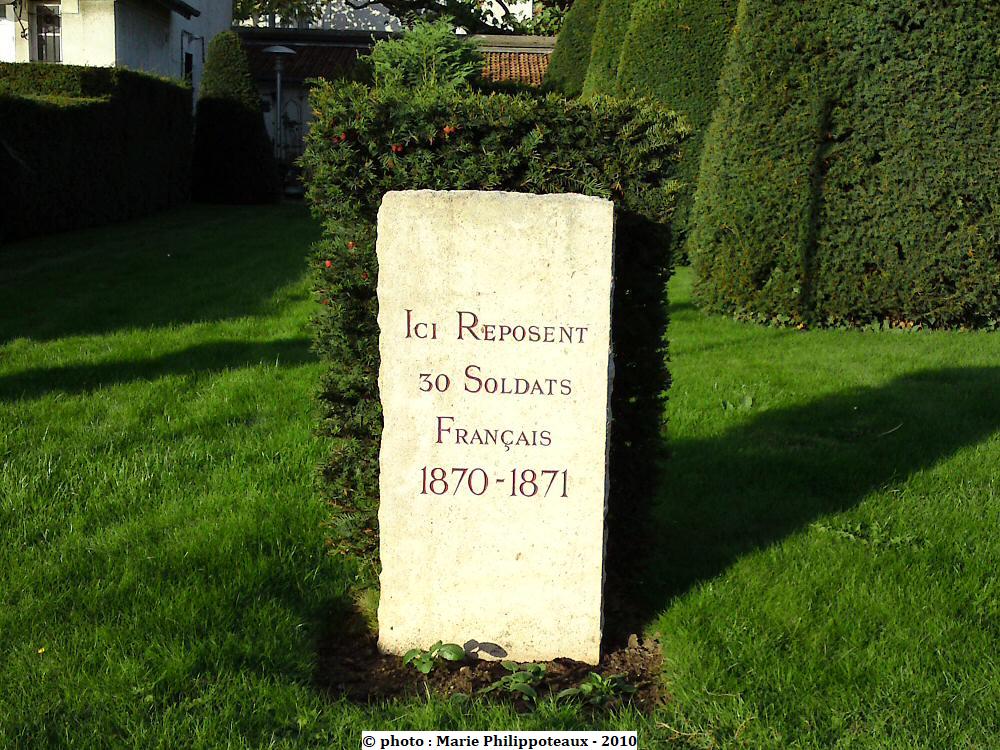 Ici Reposent
30 Soldats
Français
1870-1871
© photo : Marie Philippoteaux - 2010